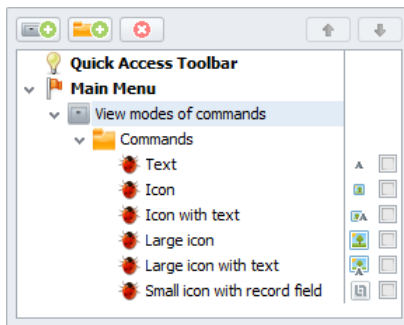 Quick Access Toolbar
Main Menu
View modes of commands
Commands
Text
Icon
Icon with text
Large icon
Large icon with text
Small icon with record field